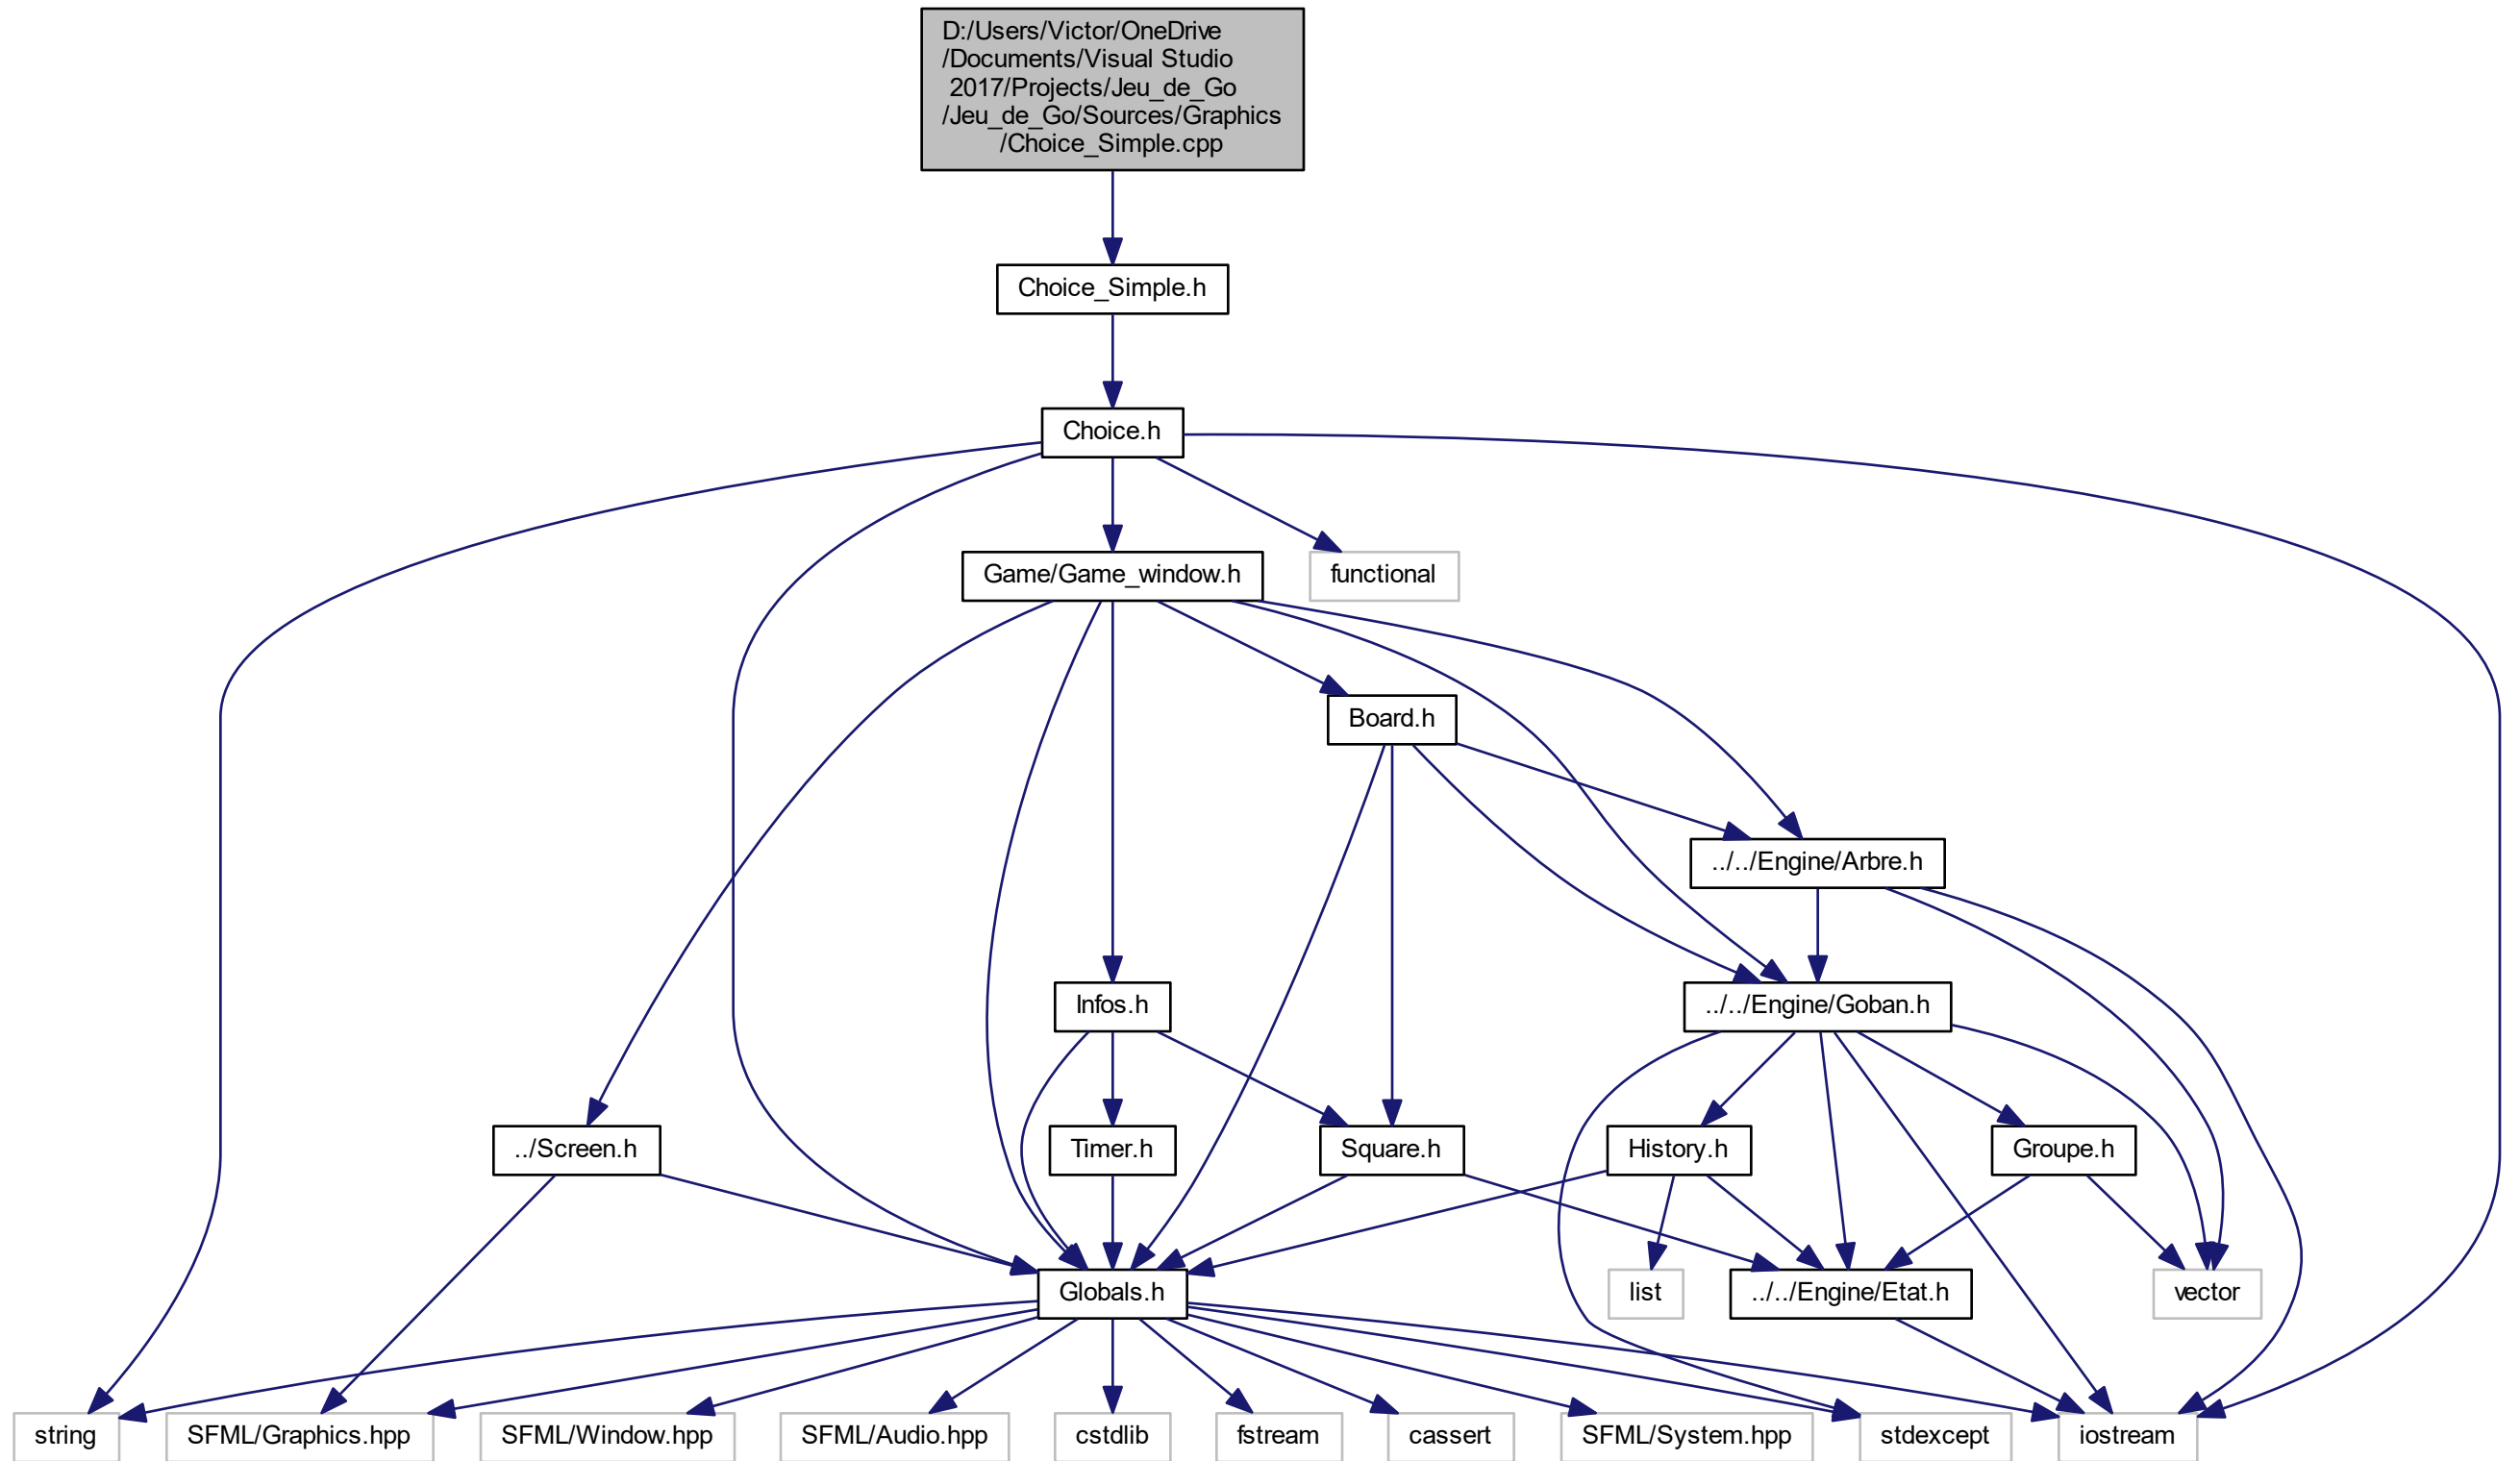 D:/Users/Victor/OneDrive
/Documents/Visual Studio
2017/Projects/Jeu_de_Go
/Jeu_de_Go/Sources/Graphics
/Choice_Simple.cpp
Choice_Simple.h
Choice.h
Game/Game_window.h
functional
Board.h
../../Engine/Arbre.h
Infos.h
../../Engine/Goban.h
../Screen.h
Timer.h
Square.h
History.h
Groupe.h
Globals.h
list
../../Engine/Etat.h
vector
string
SFML/Graphics.hpp
SFML/Window.hpp
SFML/Audio.hpp
cstdlib
fstream
cassert
SFML/System.hpp
stdexcept
iostream